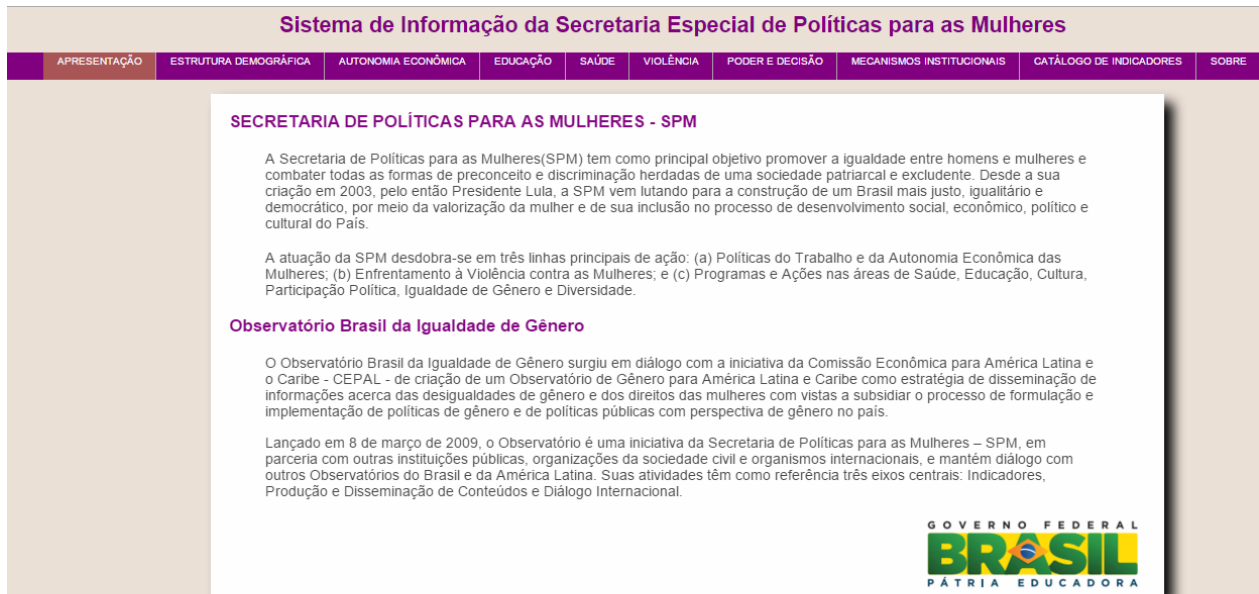 Sistema de Informação da Secretaria Especial de Políticas para as Mulheres
APRESENTAÇÃO ESTRUTURA DEMOGRÁFICA AUTONOMIA ECONÔMICA EDUCAÇÃO SAÚDE VIOLÊNCIA PODER E DECISÃO MECANISMOS INSTITUCIONAIS CATÁLOGO DE INDICADORES SOBRE
SECRETARIA DE POLÍTICAS PARA AS MULHERES - SPM
A Secretaria de Políticas para as Mulheres(SPM) tem como principal objetivo promover a igualdade entre homens e mulheres e
combater todas as formas de preconceito e discriminação herdadas de uma sociedade patriarcal e excludente. Desde a sua
criação em 2003, pelo então Presidente Lula, a SPM vem lutando para a construção de um Brasil mais justo, igualitário e
democrático, por meio da valorização da mulher e de sua inclusão no processo de desenvolvimento social, econômico, político e
cultural do País.
A atuação da SPM desdobra-se em três linhas principais de ação: (a) Políticas do Trabalho e da Autonomia Econômica das
Mulheres; (b) Enfrentamento à Violência contra as Mulheres; e (c) Programas e Ações nas áreas de Saúde, Educação, Cultura,
Participação Política, Igualdade de Gênero e Diversidade.
Observatório Brasil da Igualdade de Gênero
O Observatório Brasil da Igualdade de Gênero surgiu em diálogo com a iniciativa da Comissão Econômica para América Latina e
o Caribe - CEPAL - de criação de um Observatório de Gênero para América Latina e Caribe como estratégia de disseminação de
informações acerca das desigualdades de gênero e dos direitos das mulheres com vistas a subsidiar o processo de formulação e
implementação de políticas de gênero e de políticas públicas com perspectiva de gênero no país.
Lançado em 8 de março de 2009, o Observatório é uma iniciativa da Secretaria de Políticas para as Mulheres – SPM, em
parceria com outras instituições públicas, organizações da sociedade civil e organismos internacionais, e mantém diálogo com
outros Observatórios do Brasil e da América Latina. Suas atividades têm como referência três eixos centrais: Indicadores,
Produção e Disseminação de Conteúdos e Diálogo Internacional.
GOVERNO FEDERAL
BRASIL
PÁTRIA EDUCADORA